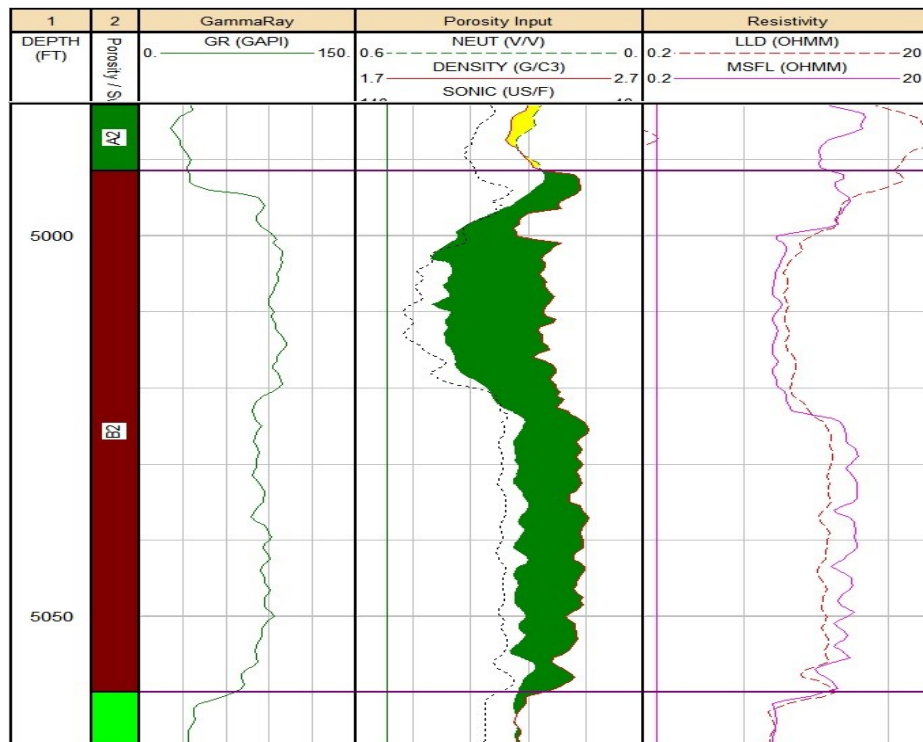 1 2 GammaRay Porosity Input Resistivity
DEPTH
(FT)
Porosity / Sw
GR (GAPI)
0. 150.
NEUT (V/V)
0.6 0.
DENSITY (G/C3)
1.7 2.7
SONIC (US/F)
LLD (OHMM)
0.2 20
MSFL (OHMM)
0.2 20
A2
5000
B2
5050